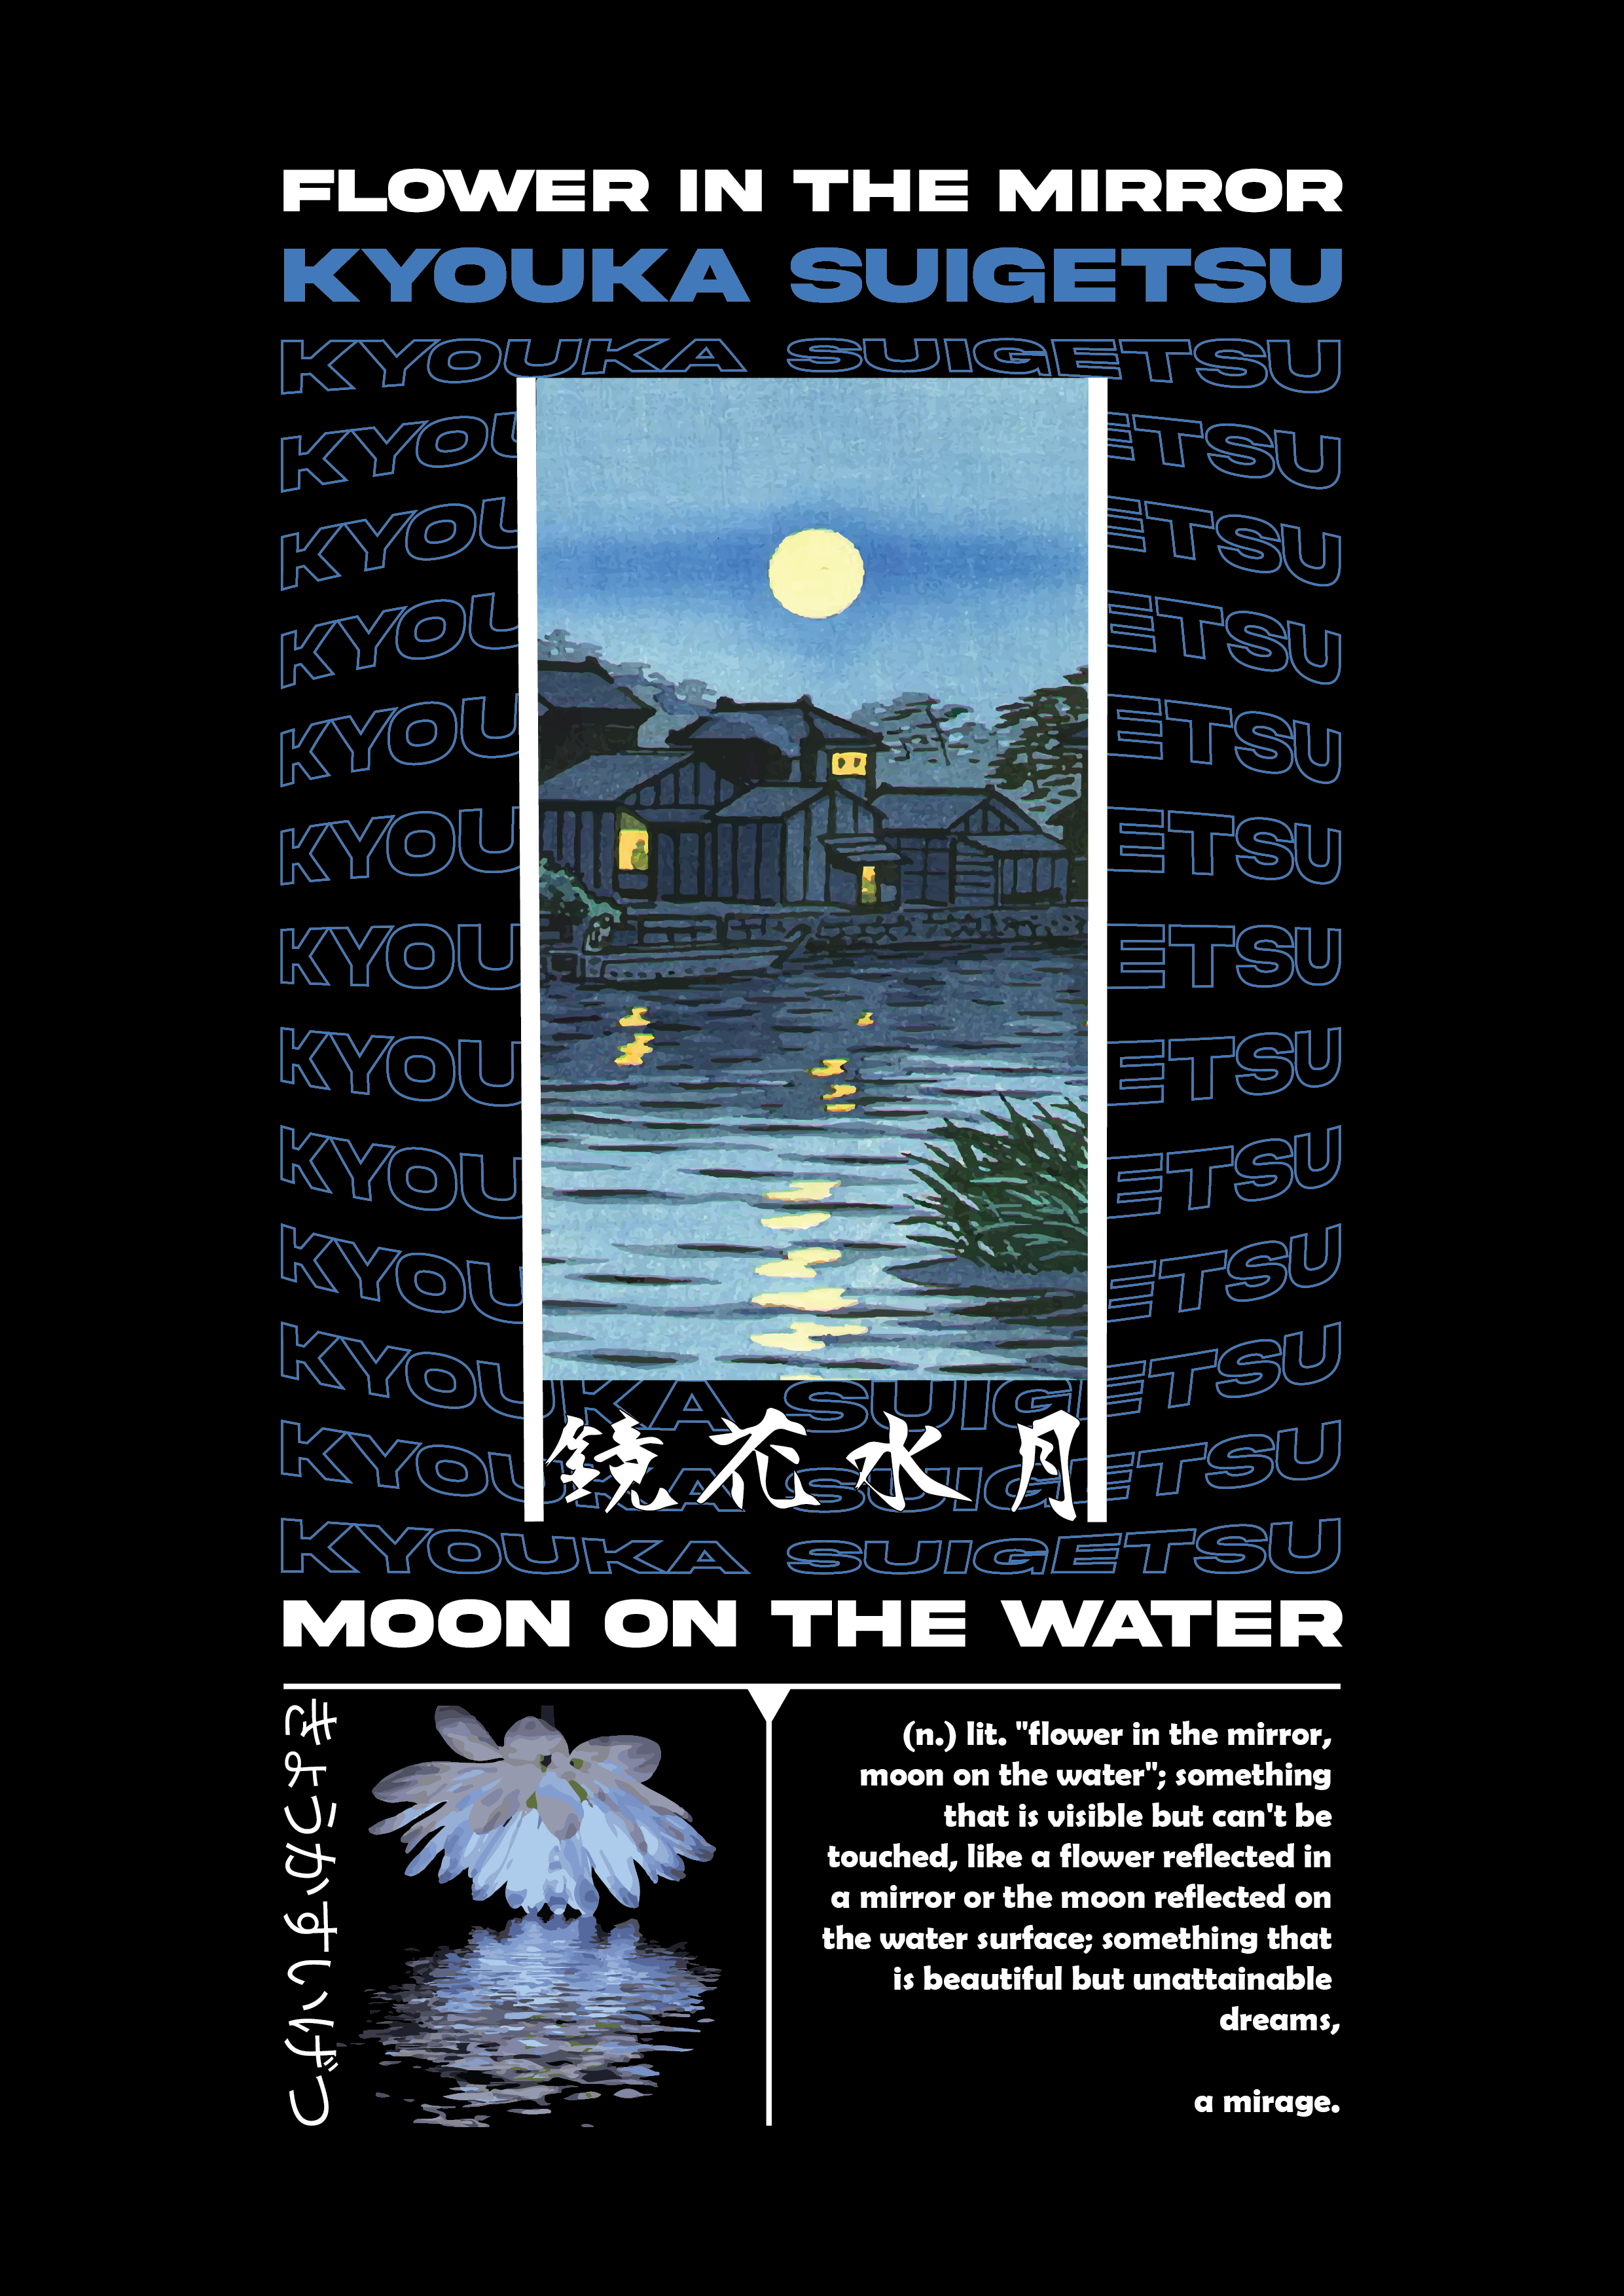 FLOWER IN THE MIRROR
KYOUKA SUIGETSU
KYOUKA SUIGETSU
KYOU ETSU
KYOU ETSU
KYOU ETSU
KYOU ETSU
KYOU ETSU
KYOU ETSU
KYOU ETSU
KYOU ETSU
KYOU ETSU
KYOUKA SUIGETSU
鏡花水月
KYOUKA SUIGETSU
KYOUKA SUIGETSU
MOON ON THE WATER
きょうかすいげつ
(n.) lit. "flower in the mirror,
moon on the water"; something
that is visible but can't be
touched, like a flower reflected in
a mirror or the moon reflected on
the water surface; something that
is beautiful but unattainable
dreams,
a mirage.